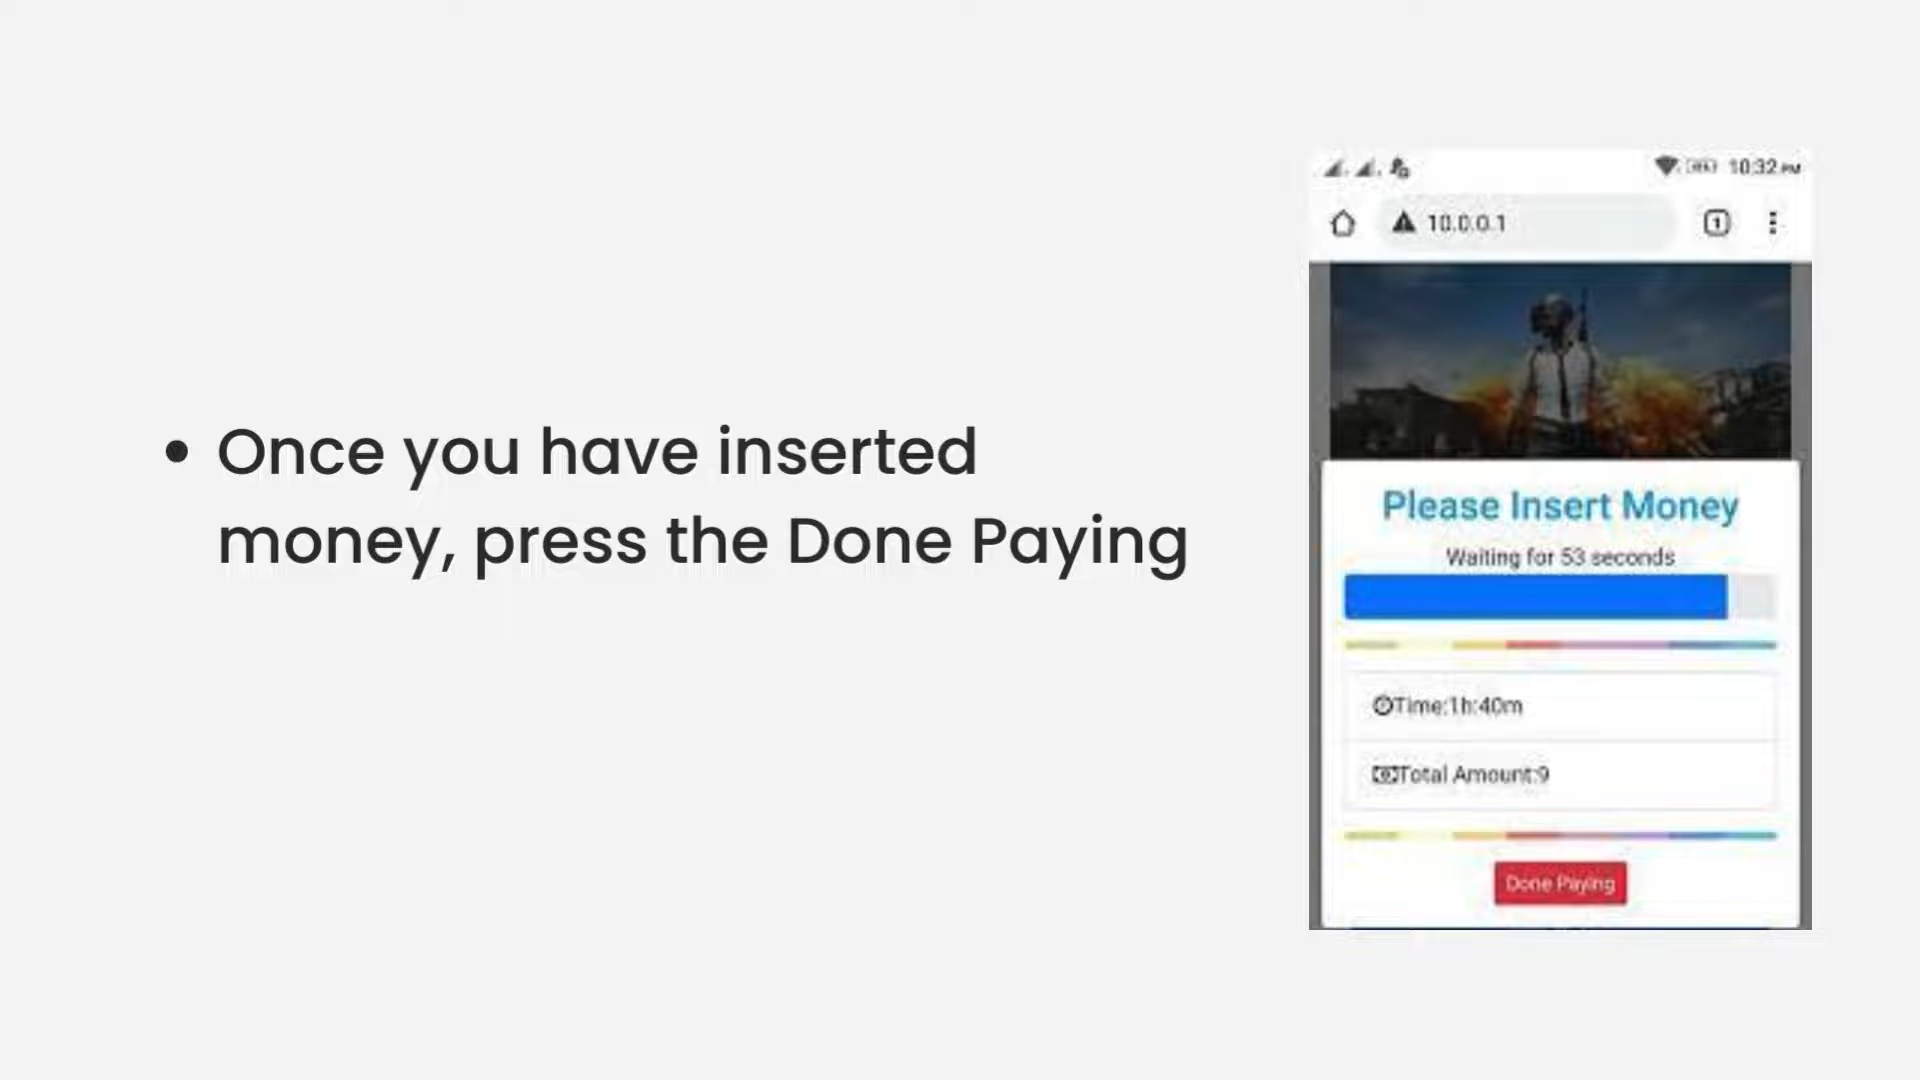 • Once you have inserted
money, press the Done Paying
10:32 PM
10.0.0.1
1
Please Insert Money
Waiting for 53 seconds
Time:1h:40m
Total Amount:9
Done Paying